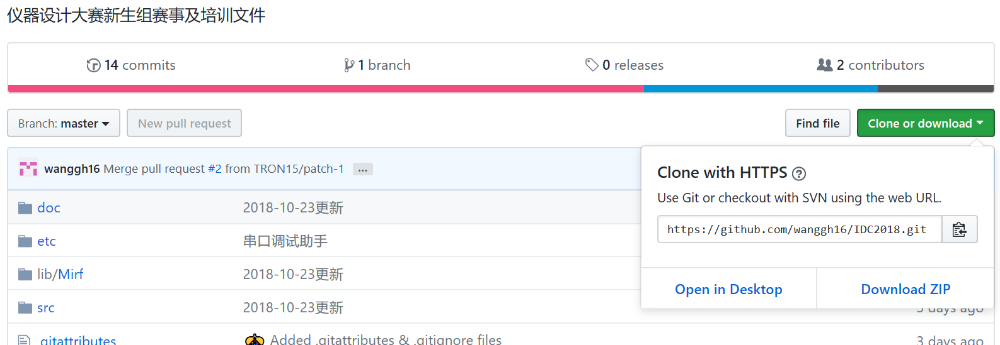 仪器设计大赛新生组赛事及培训文件
14 commits 1 branch 0 releases 2 contributors
Branch: master New pull request Find file Clone or download
wanggh16 Merge pull request #2 from TRON15/patch-1 ...
Clone with HTTPS ?
Use Git or checkout with SVN using the web URL.
https://github.com/wanggh16/IDC2018.git
Open in Desktop Download ZIP
doc 2018-10-23更新
etc 串口调试助手
lib/Mirf 2018-10-23更新
src 2018-10-23更新 3 days ago
.gitattributes Added .gitattributes & .gitignore files 3 days ago